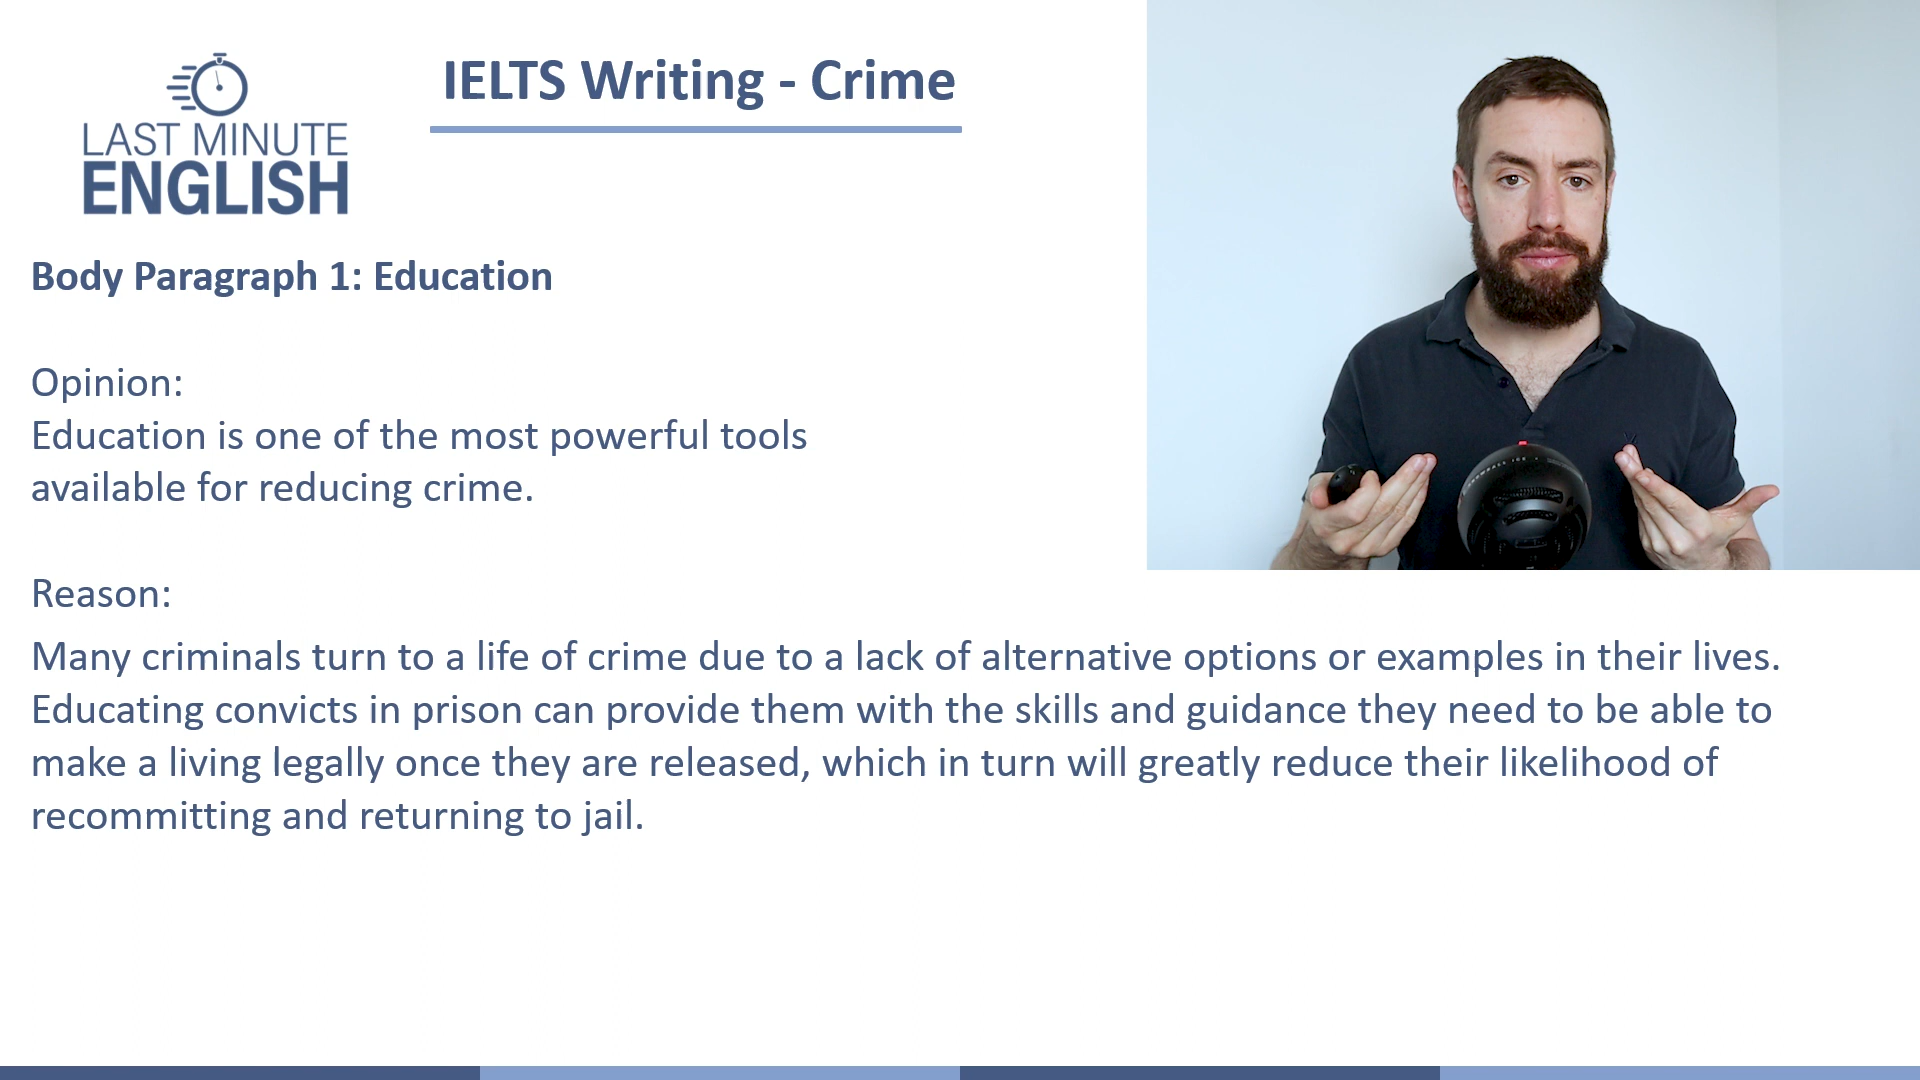 LAST MINUTE
ENGLISH
IELTS Writing - Crime
Body Paragraph 1: Education
Opinion:
Education is one of the most powerful tools
available for reducing crime.
Reason:
Many criminals turn to a life of crime due to a lack of alternative options or examples in their lives.
Educating convicts in prison can provide them with the skills and guidance they need to be able to
make a living legally once they are released, which in turn will greatly reduce their likelihood of
recommitting and returning to jail.